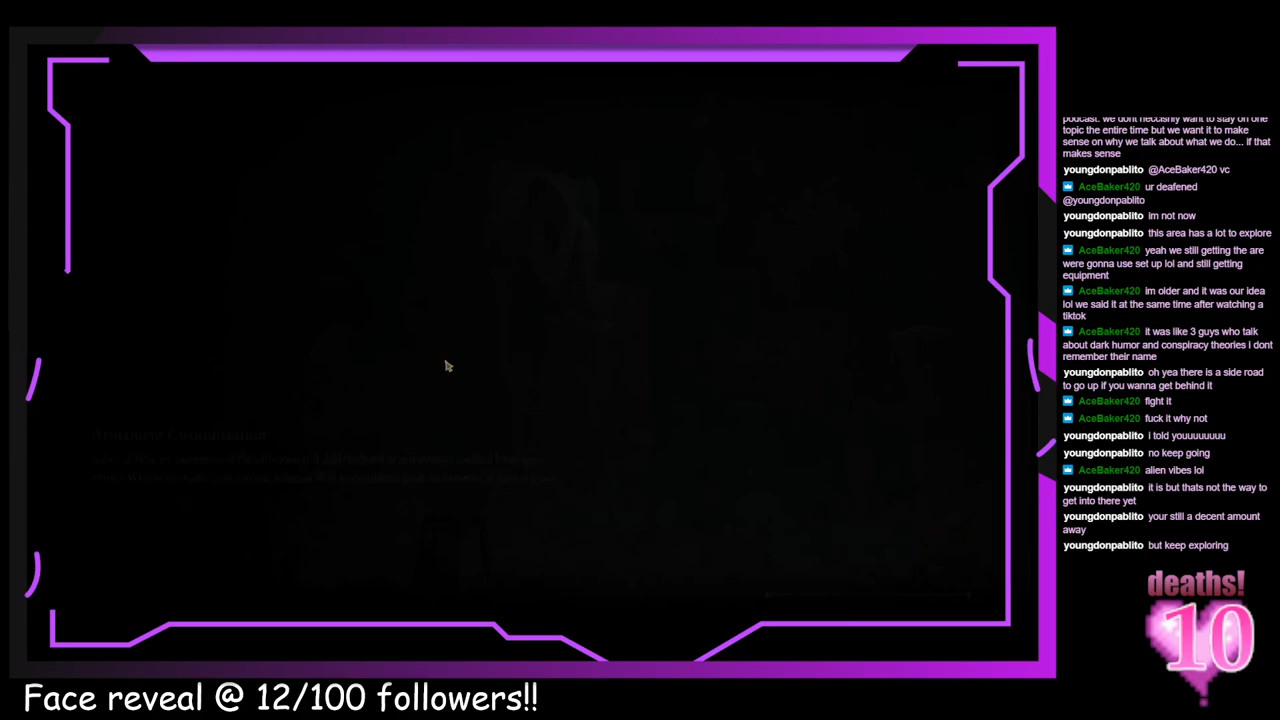 podcast. we dont neccisrily want to stay on one
topic the entire time but we want it to make
sense on why we talk about what we do... if that
makes sense
youngdonpablito @AceBaker420 vc
AceBaker420 ur deafened
@youngdonpablito
youngdonpablito im not now
youngdonpablito this area has a lot to explore
AceBaker420 yeah we still getting the are
were gonna use set up lol and still getting
equipment
AceBaker420 im older and it was our idea
lol we said it at the same time after watching a
tiktok
AceBaker420 it was like 3 guys who talk
about dark humor and conspiracy theories i dont
remember their name
youngdonpablito oh yea there is a side road
to go up if you wanna get behind it
AceBaker420 fight it
AceBaker420 fuck it why not
youngdonpablito i told youuuuuuuu
youngdonpablito no keep going
AceBaker420 alien vibes lol
youngdonpablito it is but thats not the way to
get into there yet
youngdonpablito your still a decent amount
away
youngdonpablito but keep exploring
deaths!
10
Face reveal @ 12/100 followers!!